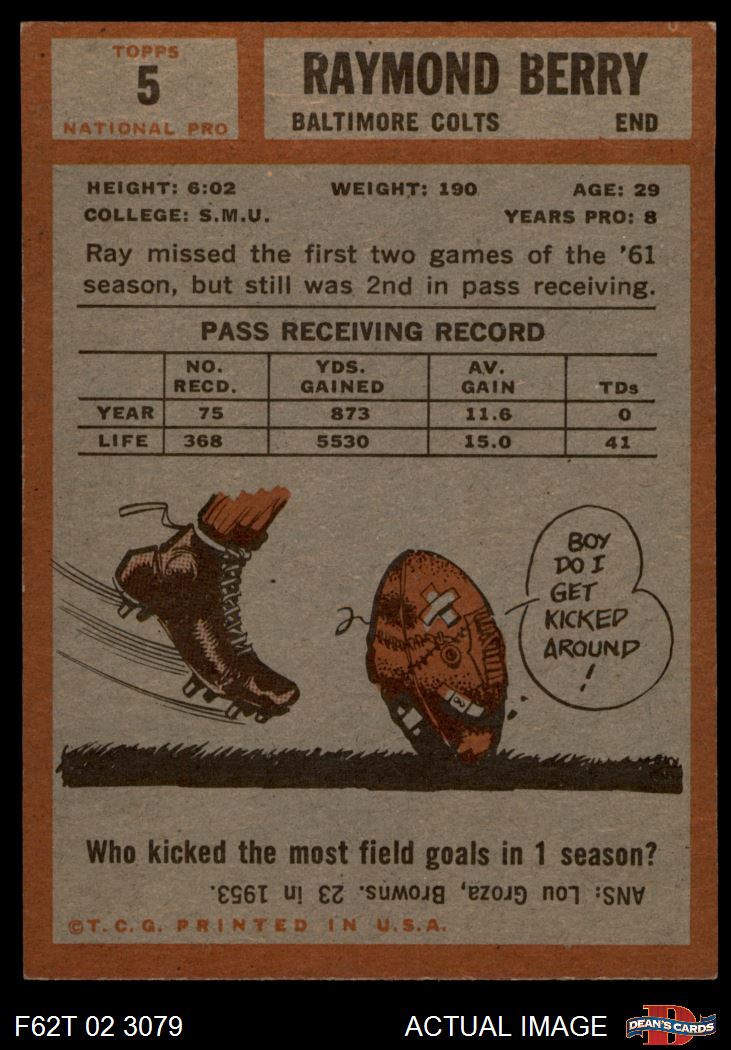 TOPPS
5
NATIONAL PRO
RAYMOND BERRY
BALTIMORE COLTS END
HEIGHT: 6:02 WEIGHT: 190 AGE: 29
COLLEGE: S.M.U. YEARS PRO: 8
Ray missed the first two games of the '61
season, but still was 2nd in pass receiving.
PASS RECEIVING RECORD
NO. RECD. YDS. GAINED AV. GAIN TDs
YEAR 75 873 11.6 0
LIFE 368 5530 15.0 41
BOY
DO I
GET
KICKED
AROUND
!
Who kicked the most field goals in 1 season?
ANS: Lou Groza, Browns. 23 in 1953.
©T.C.G. PRINTED IN U.S.A.
F62T 02 3079 ACTUAL IMAGE
D
DEAN'S CARDS